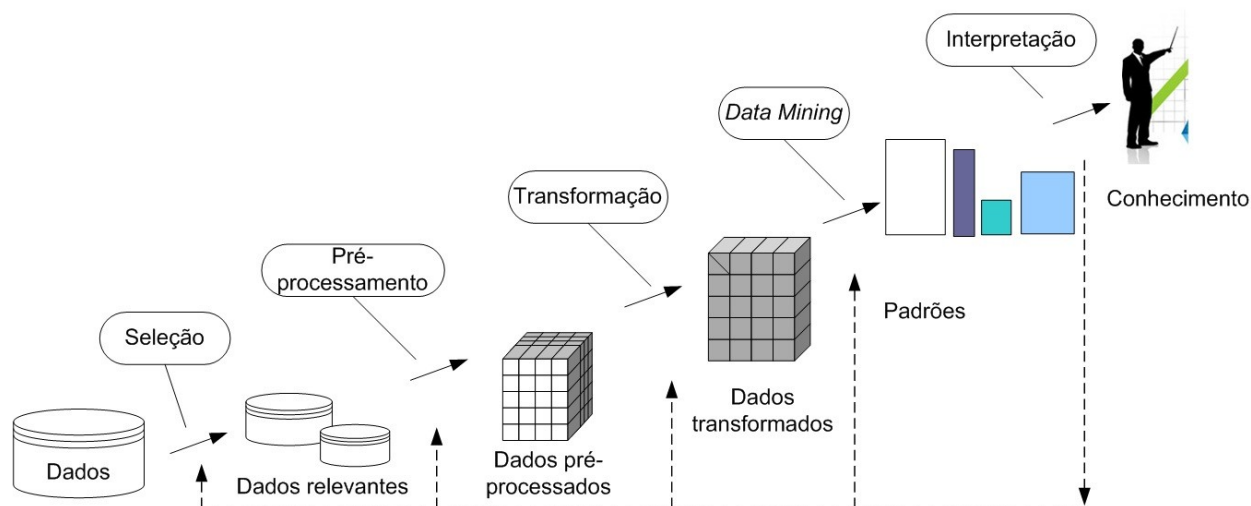 Interpretação
Data Mining
Conhecimento
Transformação
Pré-
processamento
Padrões
Seleção
Dados
transformados
Dados
Dados relevantes
Dados pré-
processados